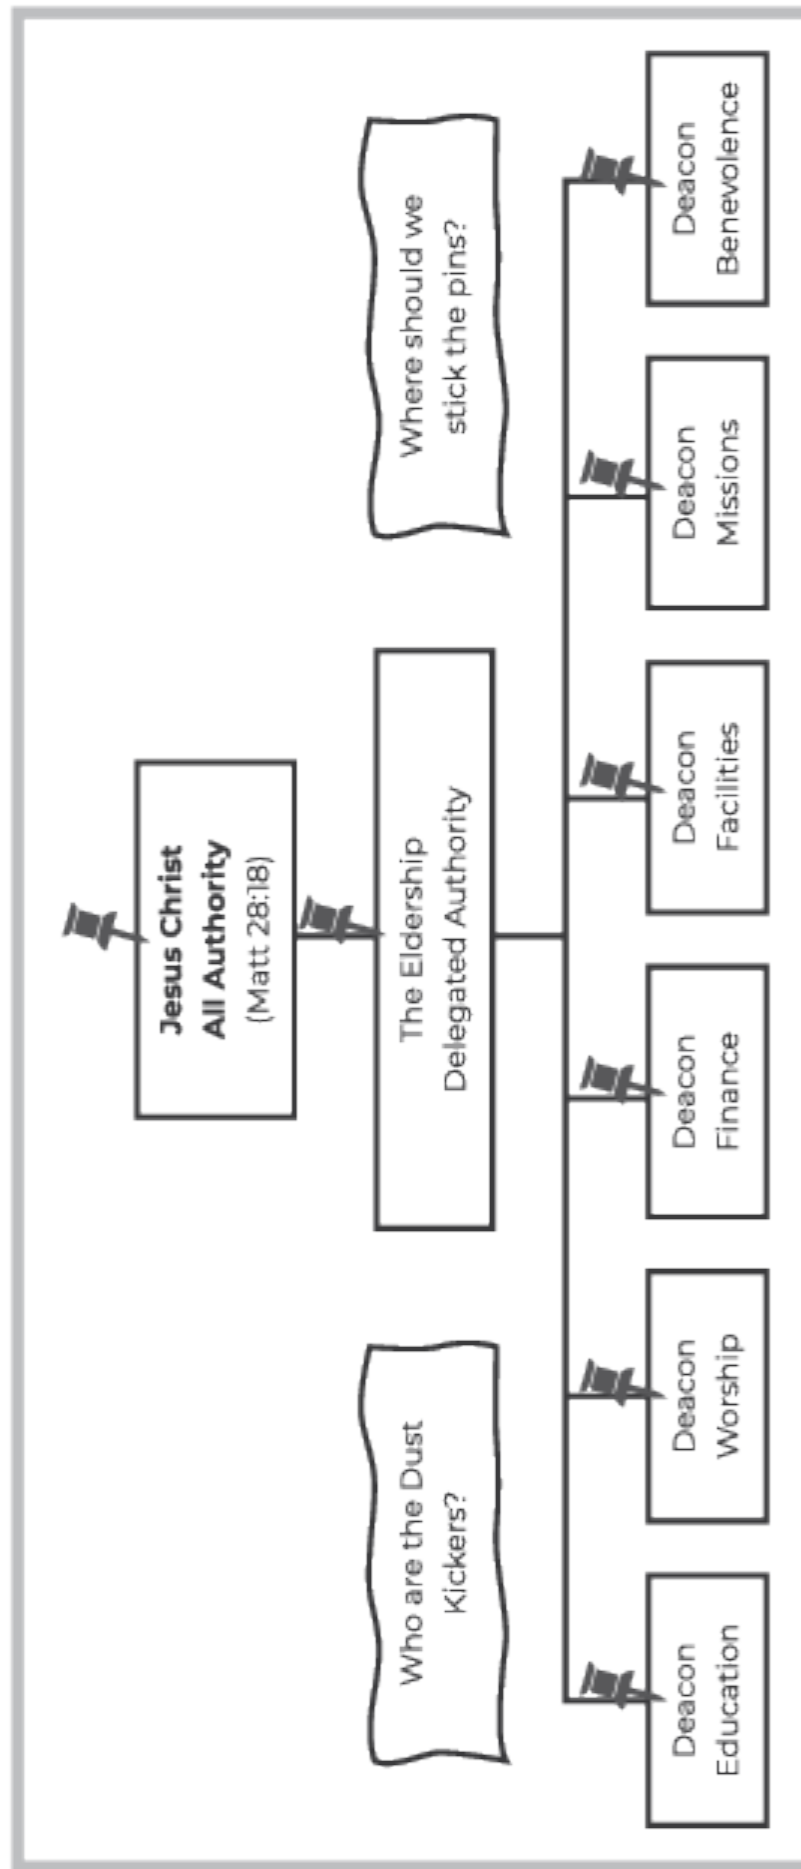 Jesus Christ
All Authority
(Matt 28:18)
Who are the Dust
Kickers?
The Eldership
Delegated Authority
Where should we
stick the pins?
Deacon
Education
Deacon
Worship
Deacon
Finance
Deacon
Facilities
Deacon
Missions
Deacon
Benevolence